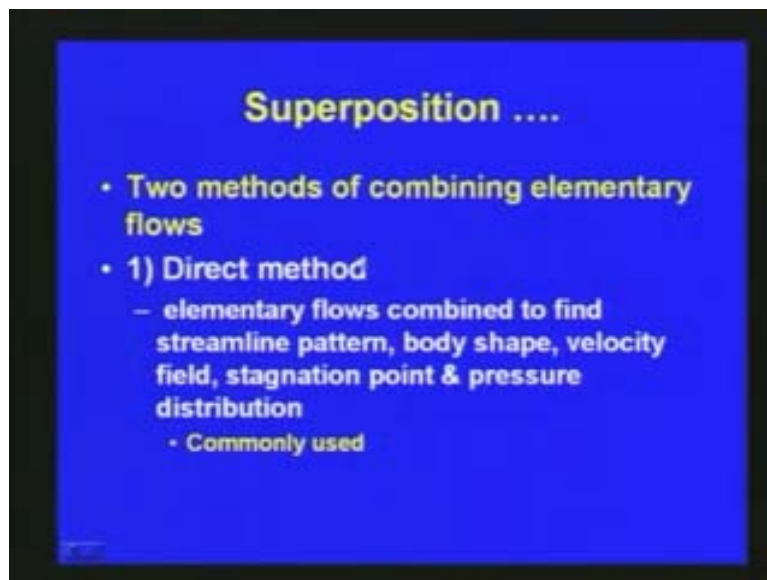 Superposition ....
• Two methods of combining elementary
flows
• 1) Direct method
– elementary flows combined to find
streamline pattern, body shape, velocity
field, stagnation point & pressure
distribution
• Commonly used